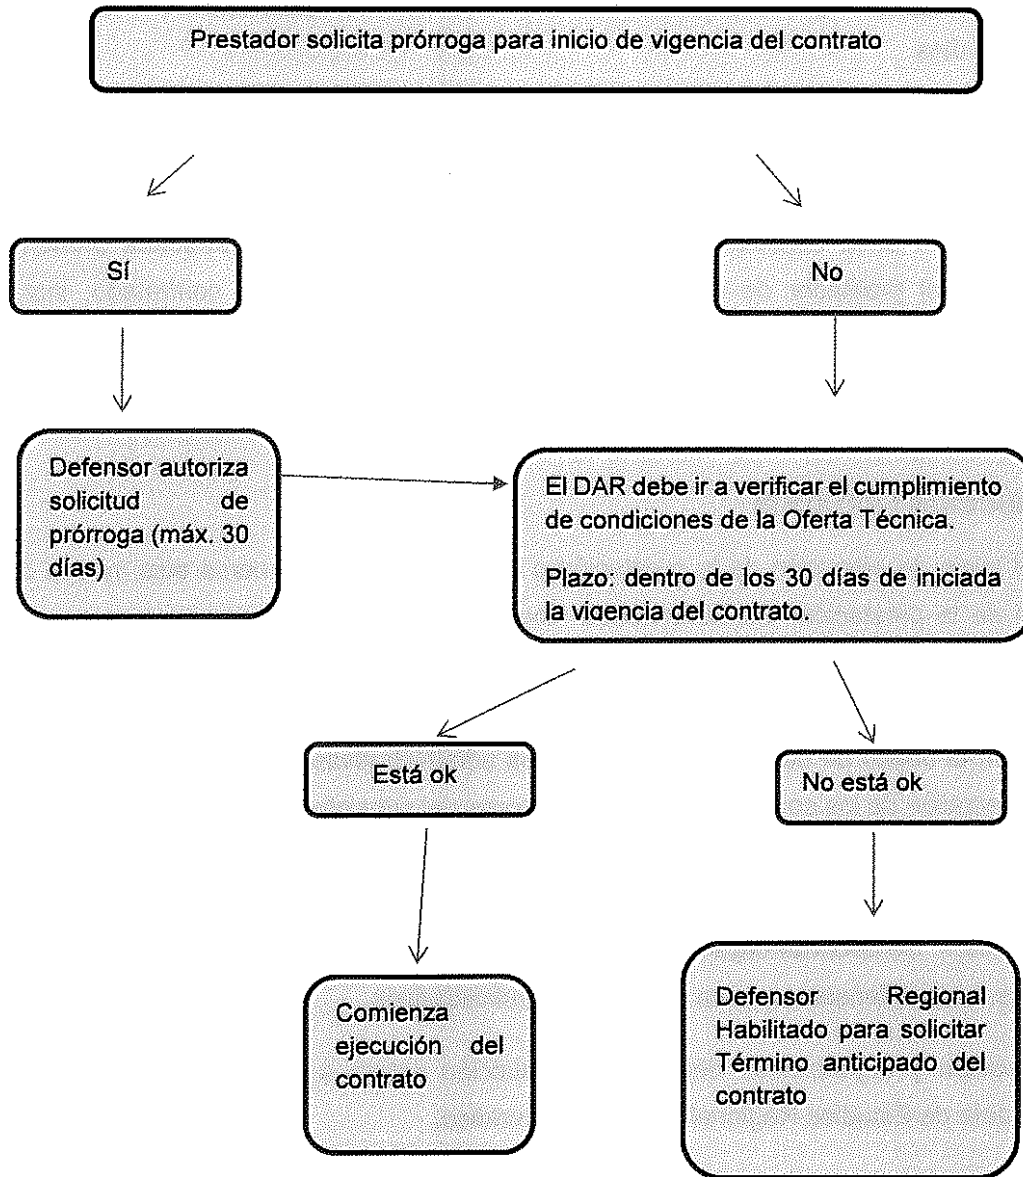 Prestador solicita prórroga para inicio de vigencia del contrato
Sí
No
Defensor autoriza
solicitud de
prórroga (máx. 30
días)
El DAR debe ir a verificar el cumplimiento
de condiciones de la Oferta Técnica.
Plazo: dentro de los 30 días de iniciada
la vigencia del contrato.
Está ok
No está ok
Comienza
ejecución del
contrato
Defensor Regional
Habilitado para solicitar
Término anticipado del
contrato